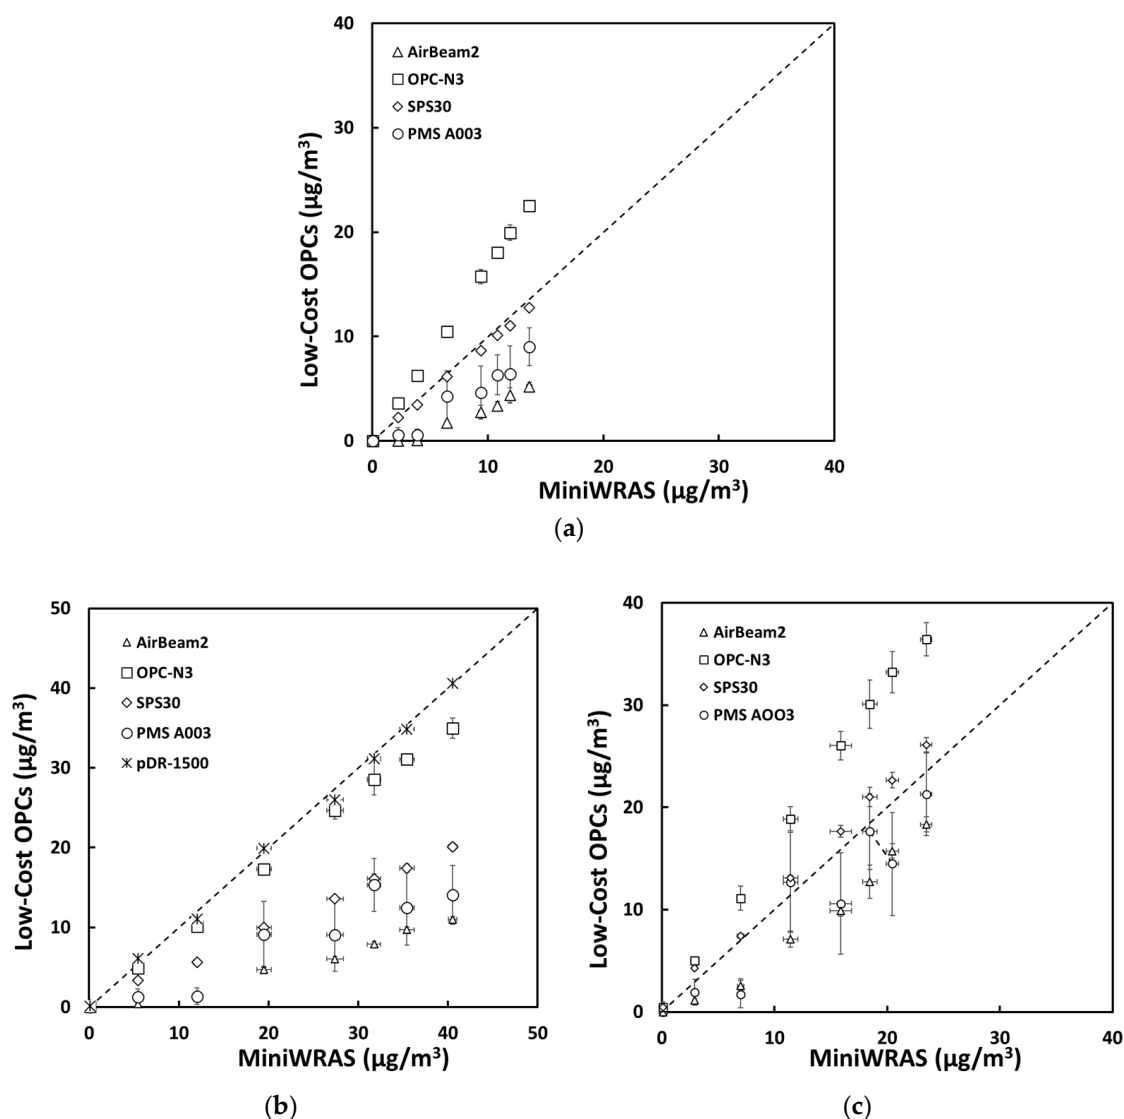 40
30
20
10
0
Low-Cost OPCs (µg/m³)
AirBeam2
OPC-N3
SPS30
PMS A003
0 10 20 30 40
MiniWRAS (µg/m³)
(a)
50
40
30
20
10
0
Low-Cost OPCs (µg/m³)
AirBeam2
OPC-N3
SPS30
PMS A003
pDR-1500
0 10 20 30 40 50
MiniWRAS (µg/m³)
(b)
40
30
20
10
0
Low-Cost OPCs (µg/m³)
AirBeam2
OPC-N3
SPS30
PMS AOO3
0 10 20 30 40
MiniWRAS (µg/m³)
(c)